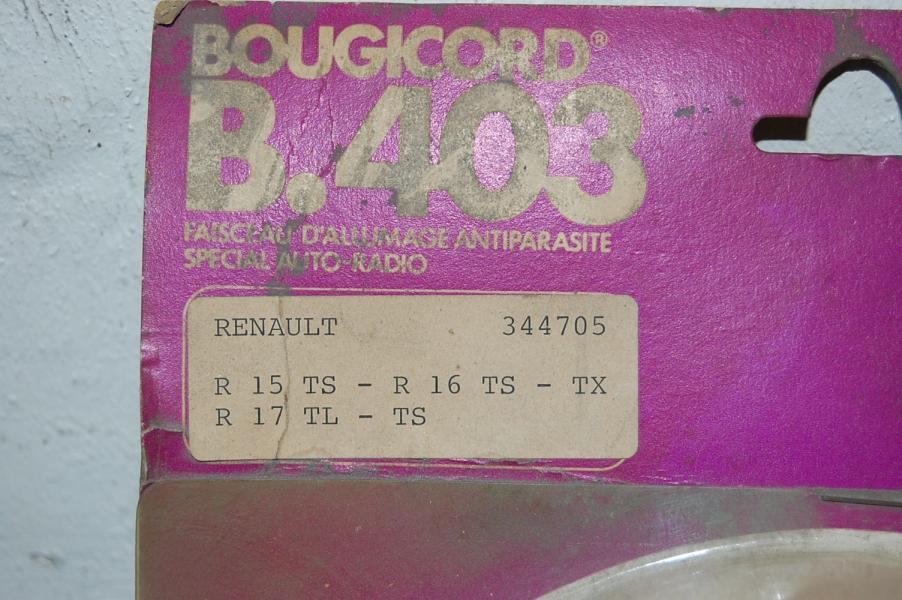 BOUGICORD®
B.403
FAISCEAU D'ALLUMAGE ANTIPARASITE
SPECIAL AUTO-RADIO
RENAULT 344705
R 15 TS - R 16 TS - TX
R 17 TL - TS